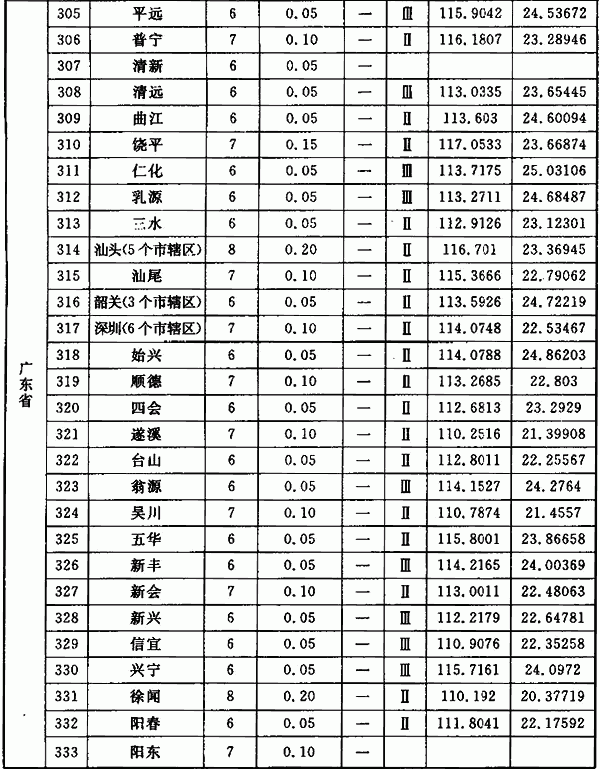 305 平远 6 0.05 — Ⅲ 115.9042 24.53672
306 普宁 7 0.10 — Ⅱ 116.1807 23.28946
307 清新 6 0.05 —
308 清远 6 0.05 — Ⅲ 113.0335 23.65445
309 曲江 6 0.05 — Ⅱ 113.603 24.60094
310 饶平 7 0.15 — Ⅱ 117.0533 23.66874
311 仁化 6 0.05 — Ⅲ 113.7175 25.03106
312 乳源 6 0.05 — Ⅲ 113.2711 24.68487
313 三水 6 0.05 — Ⅱ 112.9126 23.12301
314 汕头(5个市辖区) 8 0.20 — Ⅱ 116.701 23.36945
315 汕尾 7 0.10 — Ⅱ 115.3666 22.79062
316 韶关(3个市辖区) 6 0.05 — Ⅱ 113.5926 24.72219
317 深圳(6个市辖区) 7 0.10 — Ⅱ 114.0748 22.53467
318 始兴 6 0.05 — Ⅱ 114.0788 24.86203
广东省
319 顺德 7 0.10 — Ⅱ 113.2685 22.803
320 四会 6 0.05 — Ⅱ 112.6813 23.2929
321 遂溪 7 0.10 — Ⅱ 110.2516 21.39908
322 台山 6 0.05 — Ⅱ 112.8011 22.25567
323 翁源 6 0.05 — Ⅲ 114.1527 24.2764
324 吴川 7 0.10 — Ⅱ 110.7874 21.4557
325 五华 6 0.05 — Ⅱ 115.8001 23.86658
326 新丰 6 0.05 — Ⅲ 114.2165 24.00369
327 新会 7 0.10 — Ⅱ 113.0011 22.48063
328 新兴 6 0.05 — Ⅲ 112.2179 22.64781
329 信宜 6 0.05 — Ⅲ 110.9076 22.35258
330 兴宁 6 0.05 — Ⅲ 115.7161 24.0972
331 徐闻 8 0.20 — Ⅱ 110.192 20.37719
332 阳春 6 0.05 — Ⅱ 111.8041 22.17592
333 阳东 7 0.10 —